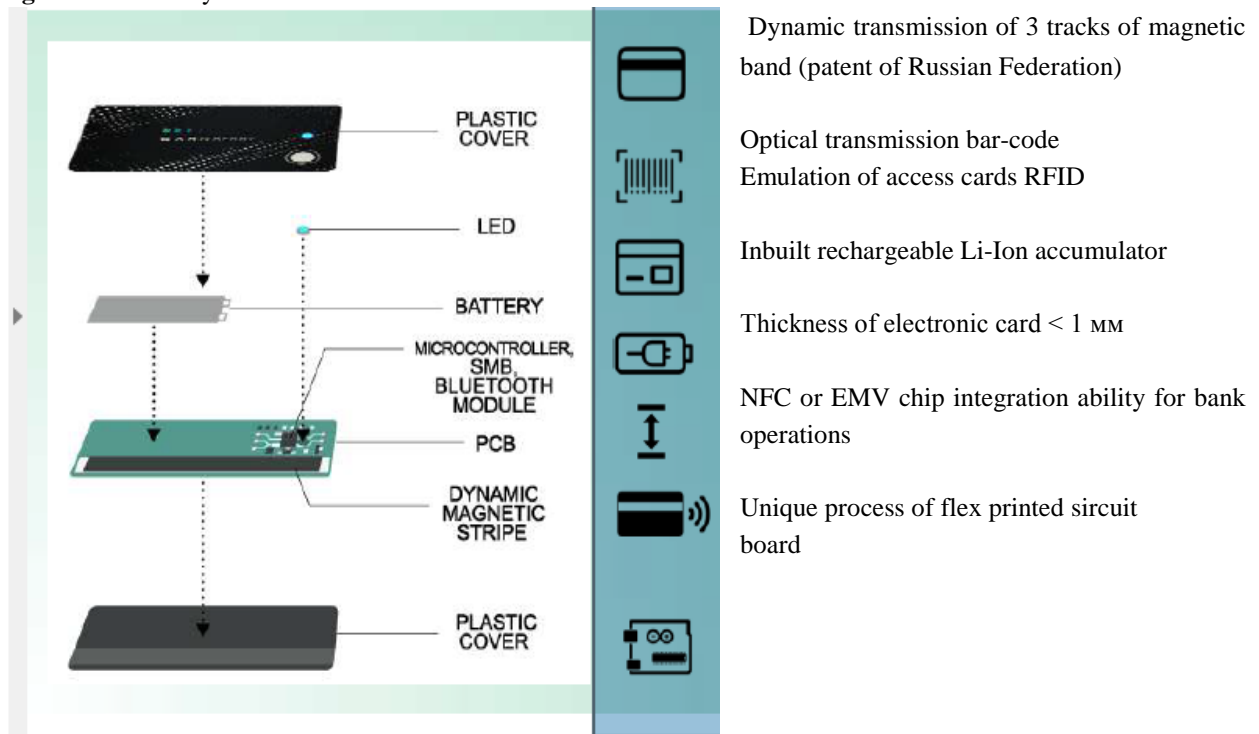 PLASTIC
COVER
LED
BATTERY
MICROCONTROLLER,
SMB,
BLUETOOTH
MODULE
PCB
DYNAMIC
MAGNETIC
STRIPE
PLASTIC
COVER
Dynamic transmission of 3 tracks of magnetic
band (patent of Russian Federation)
Optical transmission bar-code
Emulation of access cards RFID
Inbuilt rechargeable Li-Ion accumulator
Thickness of electronic card < 1 мм
NFC or EMV chip integration ability for bank
operations
Unique process of flex printed sircuit
board